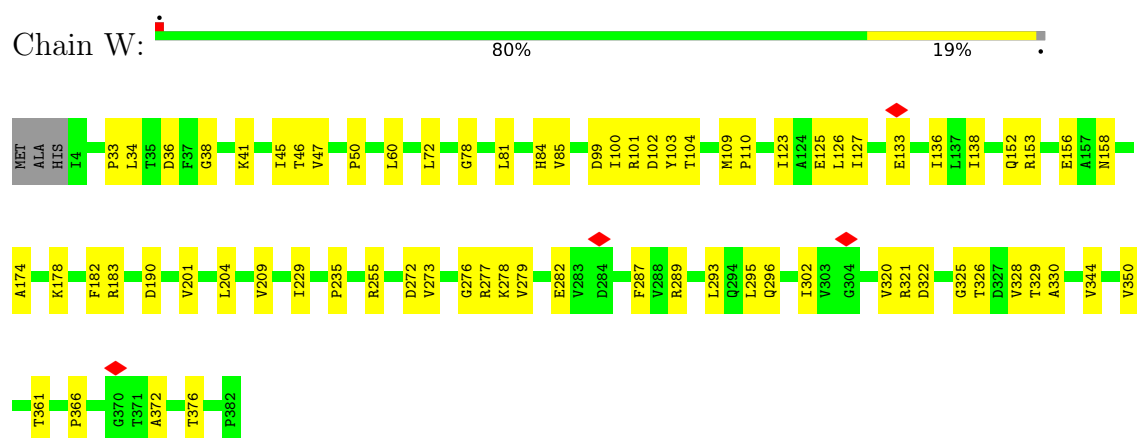 Chain W:
80% 19%
MET ALA HIS I4 P33 L34 T35 D36 F37 G38 K41 I45 T46 V47 P50 L60 L72 G78 L81 H84 V85 D99 I100 R101 D102 Y103 T104 M109 P110 I123 A124 E125 L126 I127 E133 I136 L137 I138 Q152 R153 E156 A157 N158
A174 K178 F182 R183 D190 V201 L204 V209 I229 P235 R255 D272 V273 G276 R277 K278 V279 E282 V283 D284 F287 V288 R289 L293 Q294 L295 Q296 I302 V303 G304 V320 R321 D322 G325 T326 D327 V328 T329 A330 V344 V350
T361 P366 G370 T371 A372 T376 P382